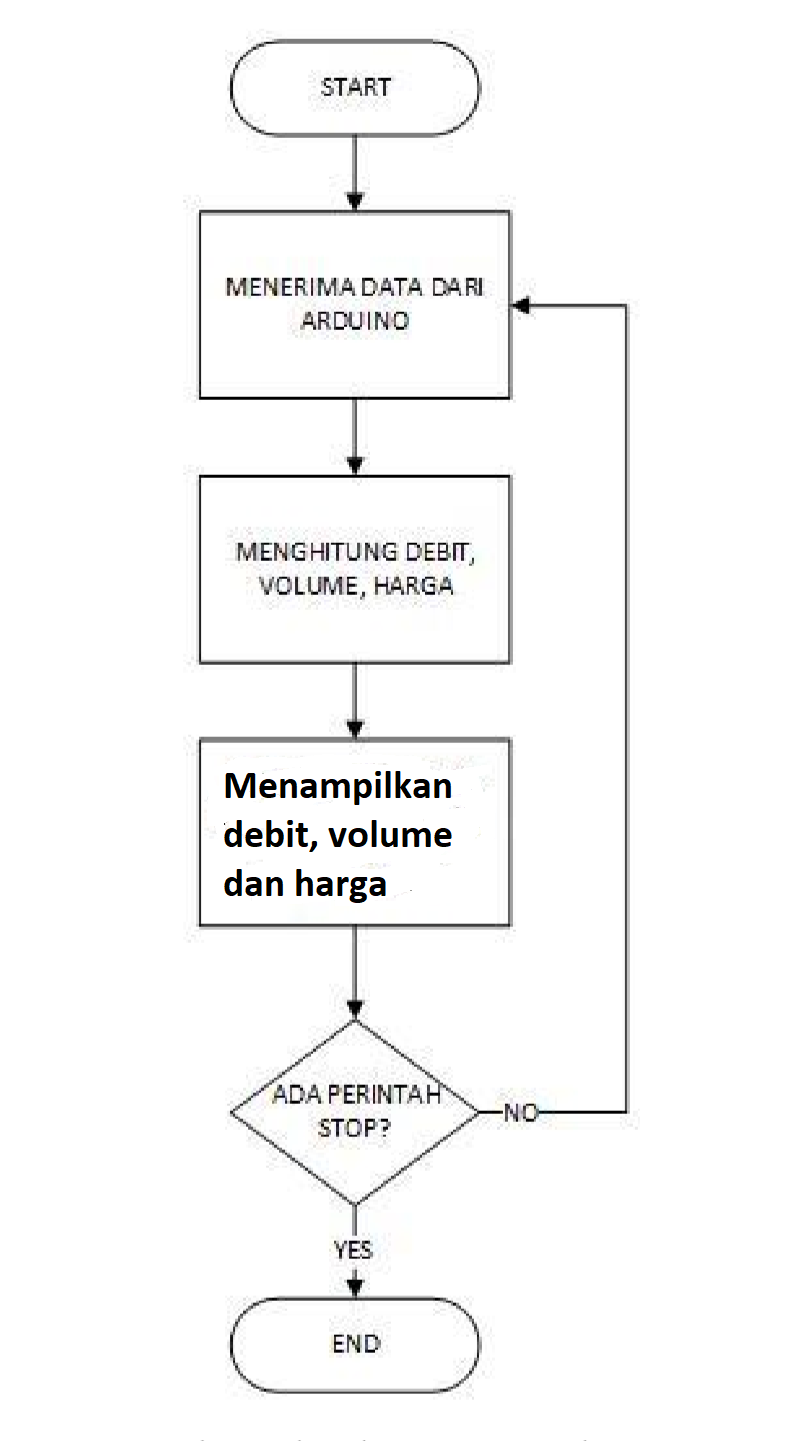 START
MENERIMA DATA DARI
ARDUINO
MENGHITUNG DEBIT,
VOLUME, HARGA
Menampilkan
debit, volume
dan harga
ADA PERINTAH
STOP?
NO
YES
END